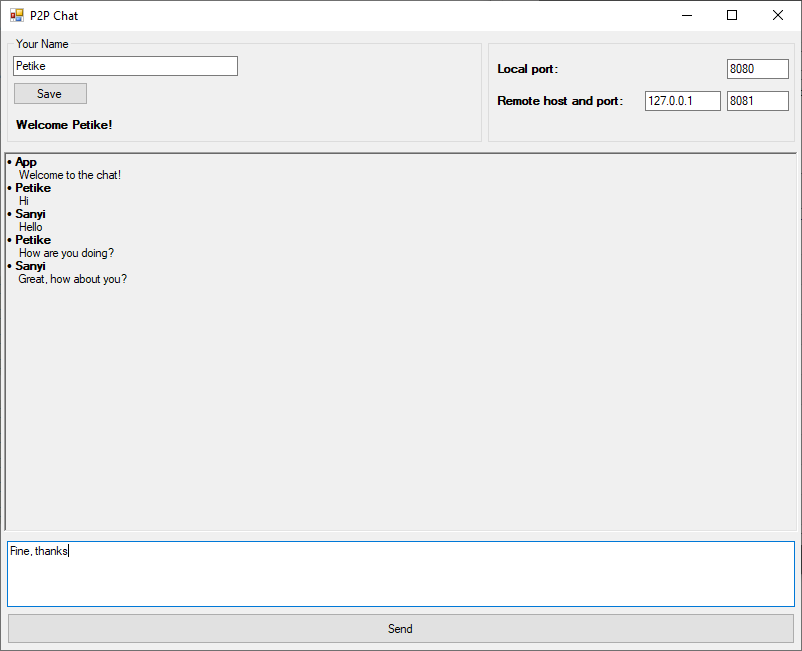 P2P Chat
Your Name
Petike
Save
Welcome Petike!
Local port: 8080
Remote host and port: 127.0.0.1 8081
• App
Welcome to the chat!
• Petike
Hi
• Sanyi
Hello
• Petike
How are you doing?
• Sanyi
Great, how about you?
Fine, thanks
Send